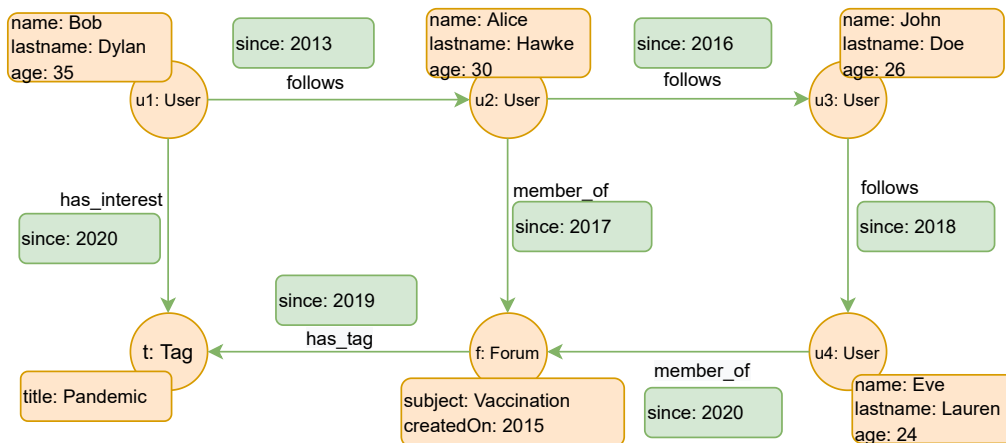 name: Bob
lastname: Dylan
age: 35
since: 2013
name: Alice
lastname: Hawke
age: 30
since: 2016
name: John
lastname: Doe
age: 26
u1: User
follows
u2: User
follows
u3: User
has_interest
since: 2020
member_of
since: 2017
follows
since: 2018
since: 2019
has_tag
t: Tag
f: Forum
u4: User
title: Pandemic
subject: Vaccination
createdOn: 2015
member_of
since: 2020
name: Eve
lastname: Lauren
age: 24